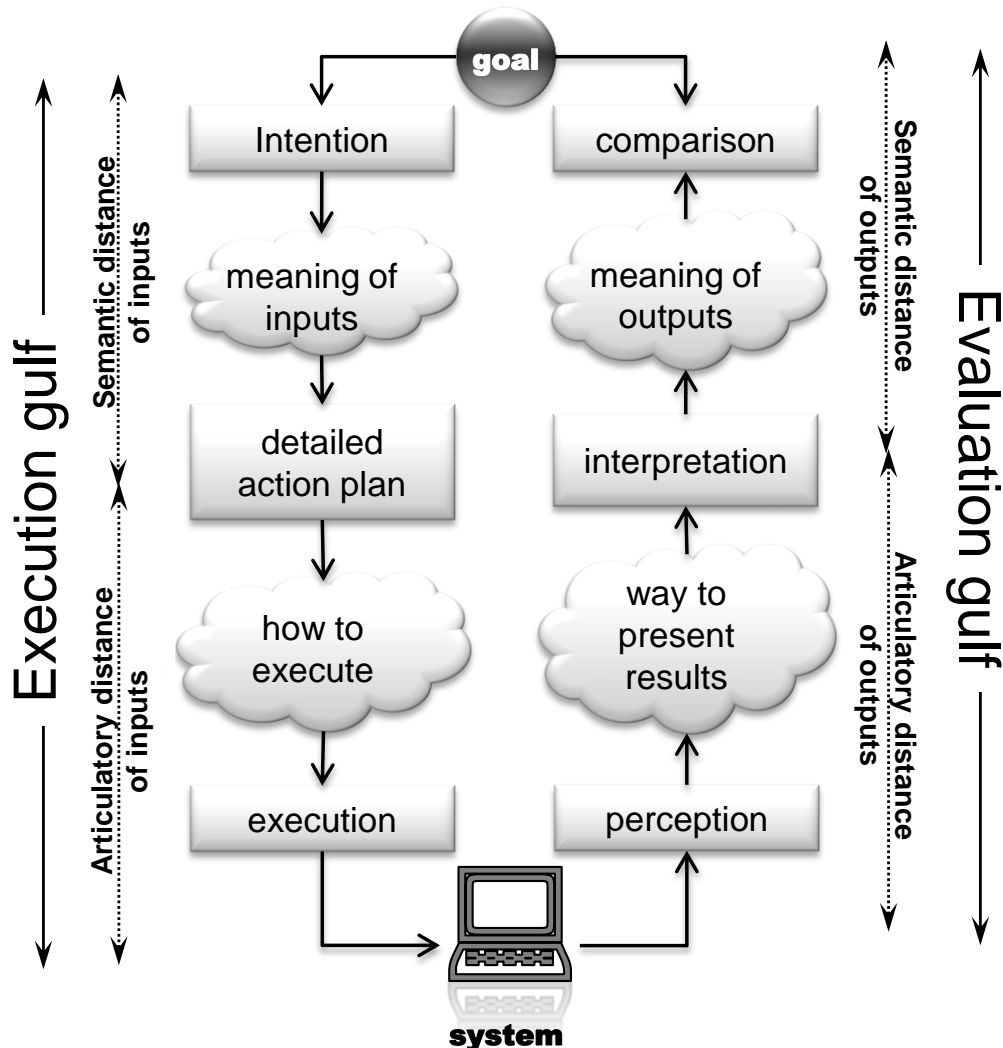 goal
Intention
comparison
meaning of
inputs
meaning of
outputs
detailed
action plan
interpretation
how to
execute
way to
present
results
execution
perception
system
Execution gulf
Semantic distance
of inputs
Articulatory distance
of inputs
Semantic distance
of outputs
Articulatory distance
of outputs
Evaluation gulf